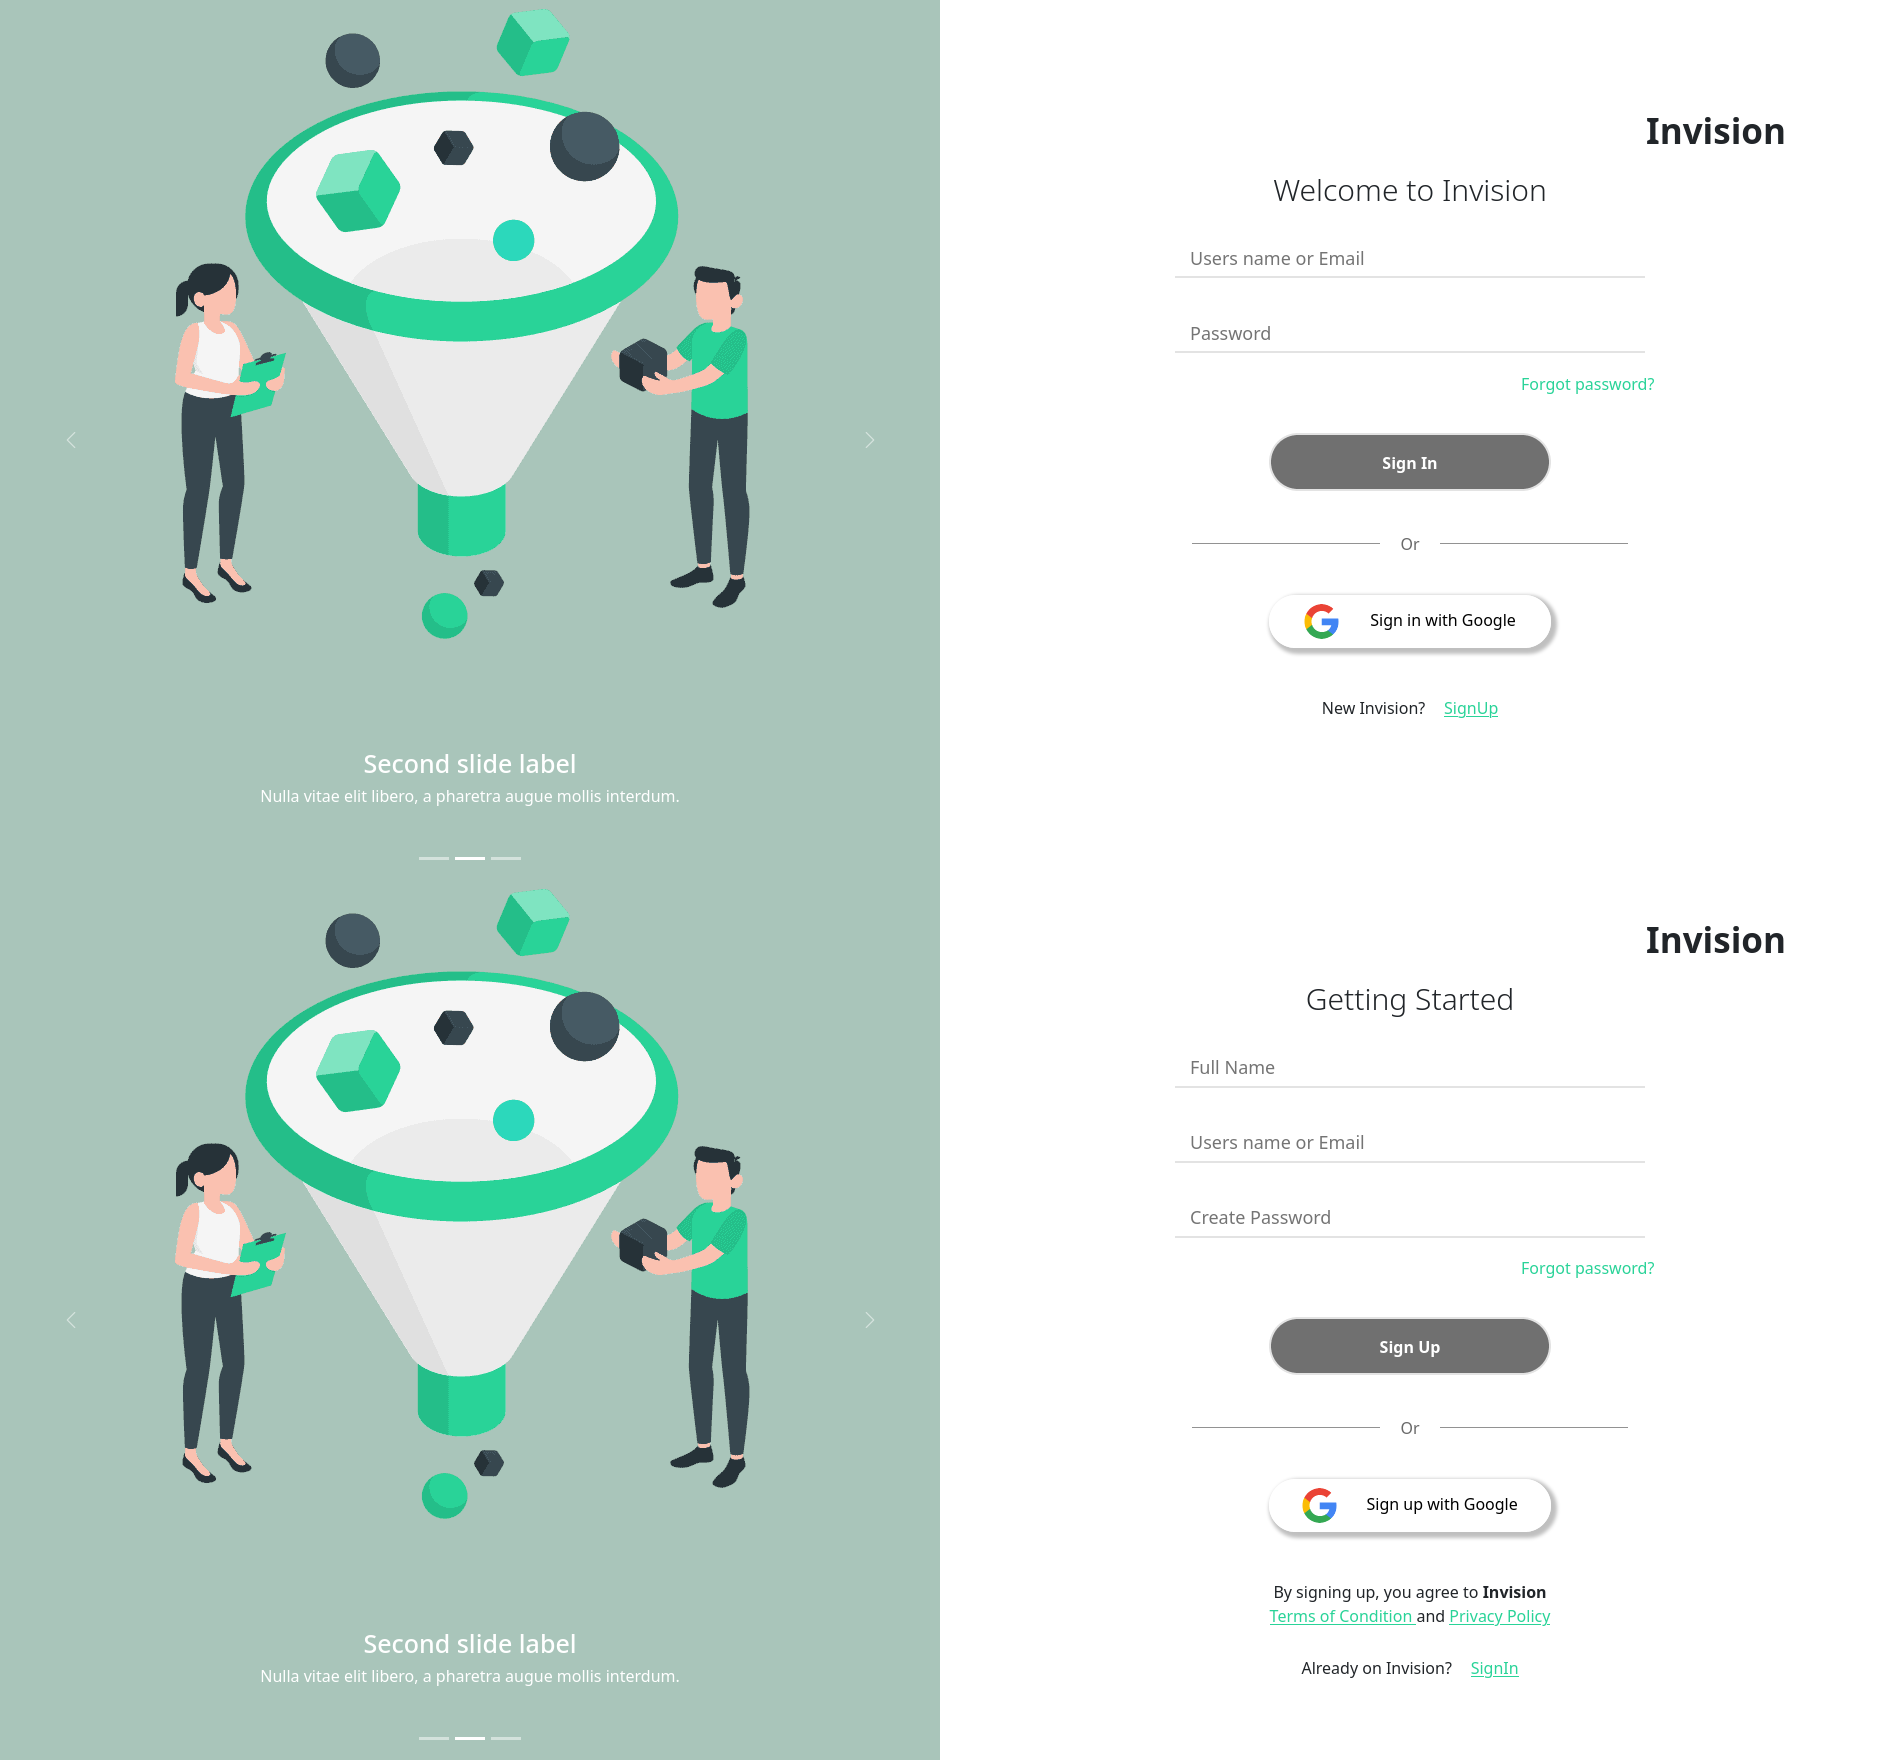 Second slide label
Nulla vitae elit libero, a pharetra augue mollis interdum.
Invision
Welcome to Invision
Users name or Email
Password
Forgot password?
Sign In
Or
Sign in with Google
New Invision? SignUp
Second slide label
Nulla vitae elit libero, a pharetra augue mollis interdum.
Invision
Getting Started
Full Name
Users name or Email
Create Password
Forgot password?
Sign Up
Or
Sign up with Google
By signing up, you agree to Invision
Terms of Condition and Privacy Policy
Already on Invision? SignIn